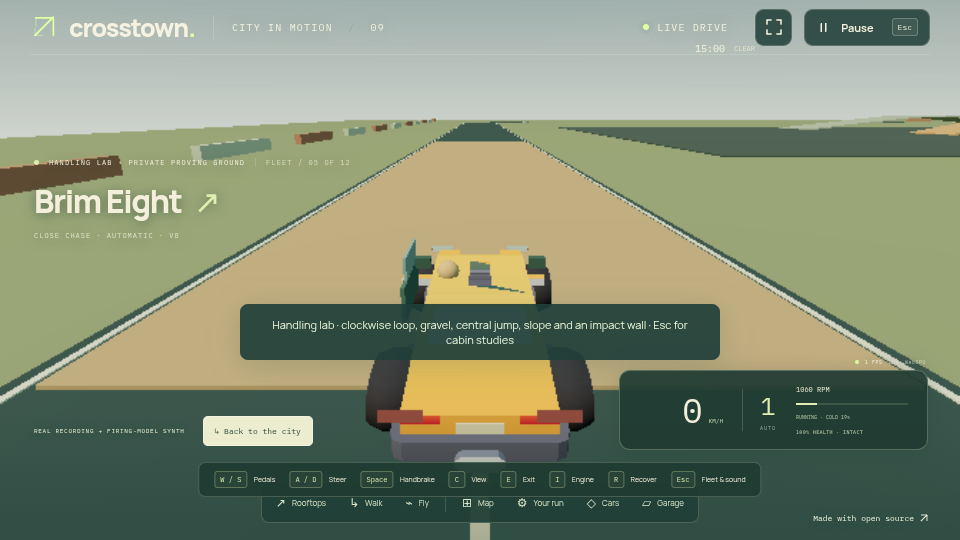 crosstown.
CITY IN MOTION / 09
LIVE DRIVE
15:00 CLEAR
Pause Esc
HANDLING LAB PRIVATE PROVING GROUND FLEET / 05 OF 12
Brim Eight ↗
CLOSE CHASE · AUTOMATIC · V8
Handling lab · clockwise loop, gravel, central jump, slope and an impact wall · Esc for
cabin studies
0 KM/H
1
AUTO
1060 RPM
RUNNING · COLD 19s
100% HEALTH · INTACT
REAL RECORDING + FIRING-MODEL SYNTH
↳ Back to the city
W / S Pedals A / D Steer Space Handbrake C View E Exit I Engine R Recover Esc Fleet & sound
↗ Rooftops ↳ Walk Fly Map Your run Cars Garage
Made with open source ↗